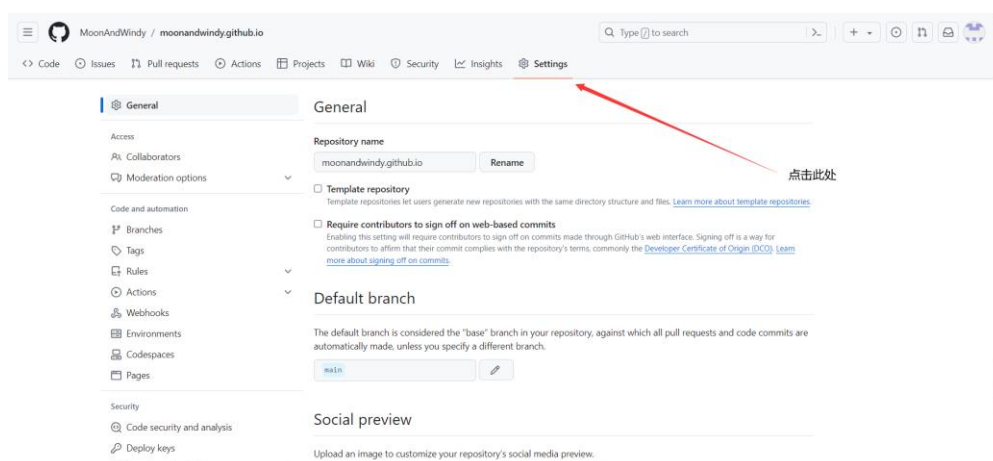 MoonAndWindy / moonandwindy.github.io
Type / to search
Code Issues Pull requests Actions Projects Wiki Security Insights Settings
General
Access
Collaborators
Moderation options
Code and automation
Branches
Tags
Rules
Actions
Webhooks
Environments
Codespaces
Pages
Security
Code security and analysis
Deploy keys
General
Repository name
moonandwindy.github.io Rename
点击此处
Template repository
Template repositories let users generate new repositories with the same directory structure and files. Learn more about template repositories.
Require contributors to sign off on web-based commits
Enabling this setting will require contributors to sign off on commits made through GitHub's web interface. Signing off is a way for
contributors to affirm that their commit complies with the repository's terms, commonly the Developer Certificate of Origin (DCO). Learn
more about signing off on commits.
Default branch
The default branch is considered the "base" branch in your repository, against which all pull requests and code commits are
automatically made, unless you specify a different branch.
main
Social preview
Upload an image to customize your repository's social media preview.